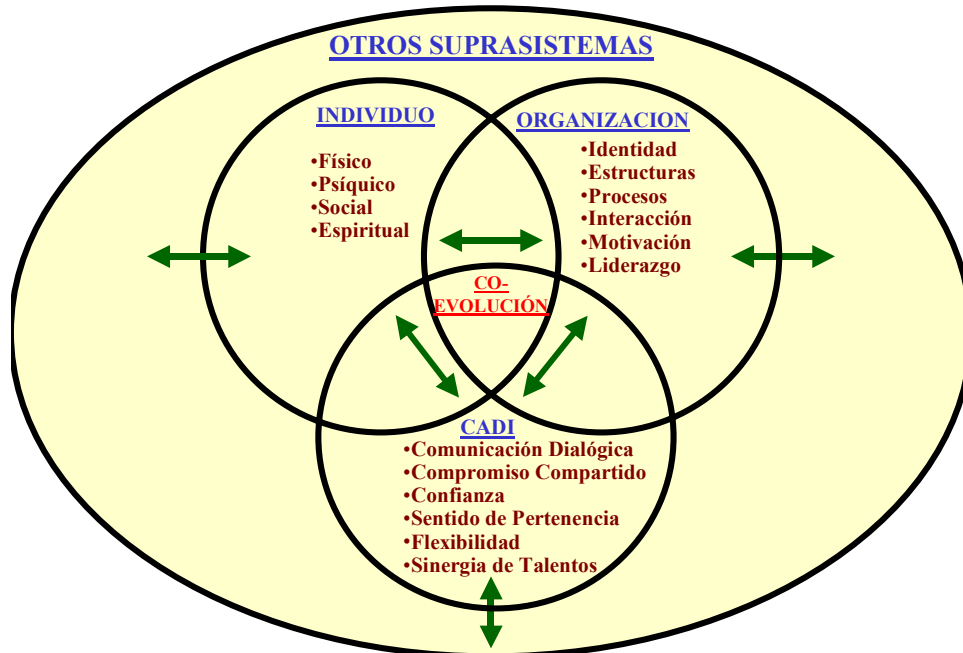 OTROS SUPRASISTEMAS
INDIVIDUO
•Físico
•Psíquico
•Social
•Espiritual
ORGANIZACION
•Identidad
•Estructuras
•Procesos
•Interacción
•Motivación
•Liderazgo
CO-
EVOLUCIÓN
CADI
•Comunicación Dialógica
•Compromiso Compartido
•Confianza
•Sentido de Pertenencia
•Flexibilidad
•Sinergia de Talentos